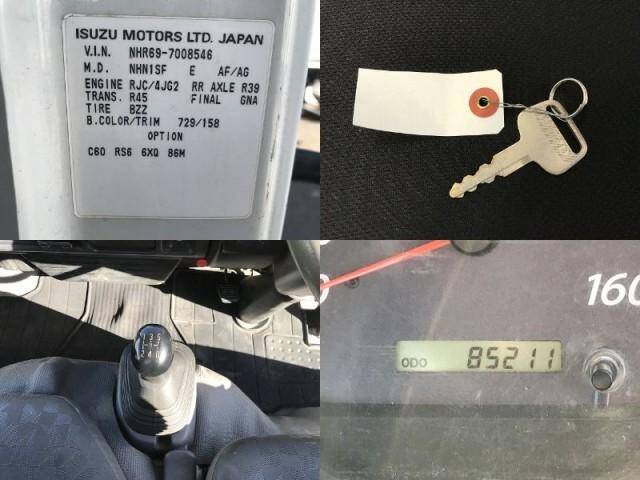 ISUZU MOTORS LTD. JAPAN
V.I.N. NHR69-7008546
M.D. NHN1SF E AF/AG
ENGINE RJC/4JG2 RR AXLE R39
TRANS. R45 FINAL GNA
TIRE BZZ
B.COLOR/TRIM 729/158
OPTION
C60 RS6 6XQ 86M
160
ODO 85211